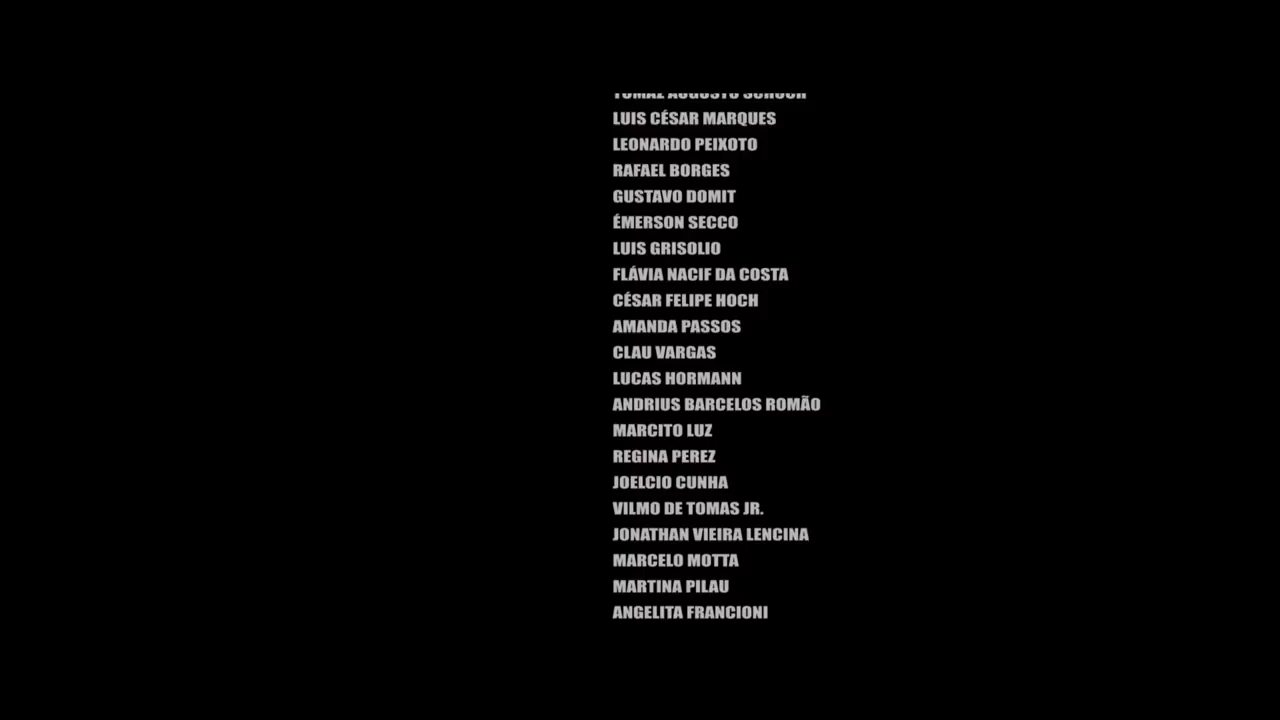 TOMAZ AUGUSTO
LUIS CÉSAR MARQUES
LEONARDO PEIXOTO
RAFAEL BORGES
GUSTAVO DOMIT
ÉMERSON SECCO
LUIS GRISOLIO
FLÁVIA NACIF DA COSTA
CÉSAR FELIPE HOCH
AMANDA PASSOS
CLAU VARGAS
LUCAS HORMANN
ANDRIUS BARCELOS ROMÃO
MARCITO LUZ
REGINA PEREZ
JOELCIO CUNHA
VILMO DE TOMAS JR.
JONATHAN VIEIRA LENCINA
MARCELO MOTTA
MARTINA PILAU
ANGELITA FRANCIONI